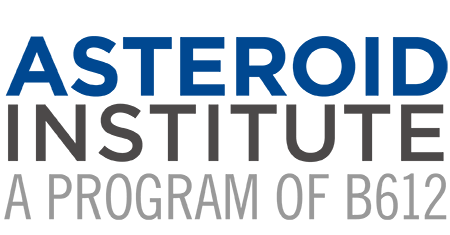 ASTEROID
INSTITUTE
A PROGRAM OF B612